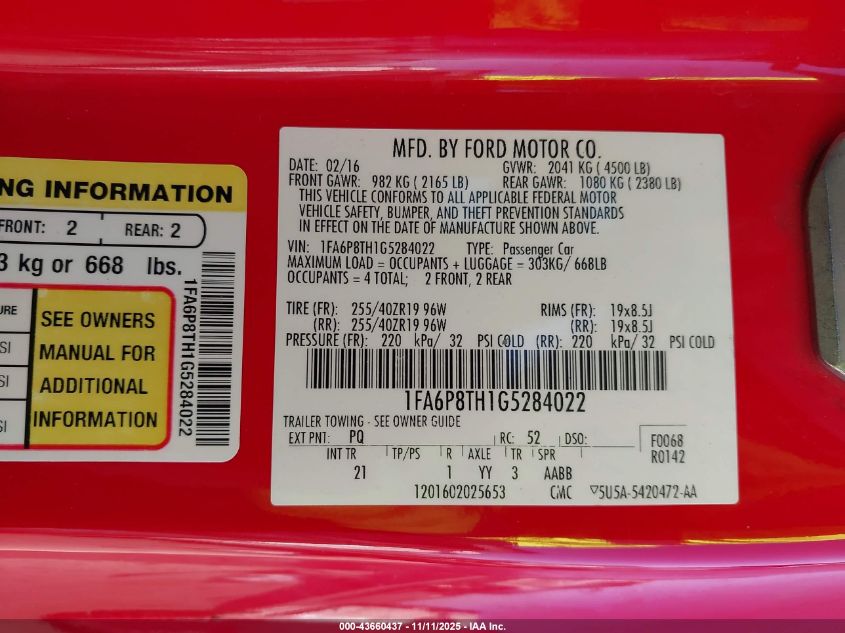 NG INFORMATION
FRONT: 2 REAR: 2
3 kg or 668 lbs.
SEE OWNERS
MANUAL FOR
ADDITIONAL
INFORMATION
1FA6P8TH1G5284022
MFD. BY FORD MOTOR CO.
DATE: 02/16 GVWR: 2041 KG ( 4500 LB)
FRONT GAWR: 982 KG ( 2165 LB) REAR GAWR: 1080 KG ( 2380 LB)
THIS VEHICLE CONFORMS TO ALL APPLICABLE FEDERAL MOTOR
VEHICLE SAFETY, BUMPER, AND THEFT PREVENTION STANDARDS
IN EFFECT ON THE DATE OF MANUFACTURE SHOWN ABOVE.
VIN: 1FA6P8TH1G5284022 TYPE: Passenger Car
MAXIMUM LOAD = OCCUPANTS + LUGGAGE = 303KG/ 668LB
OCCUPANTS = 4 TOTAL; 2 FRONT, 2 REAR
TIRE (FR): 255/40ZR19 96W RIMS (FR): 19x8.5J
(RR): 255/40ZR19 96W (RR): 19x8.5J
PRESSURE (FR): 220 kPa/ 32 PSI COLD (RR): 220 kPa/ 32 PSI COLD
1FA6P8TH1G5284022
TRAILER TOWING - SEE OWNER GUIDE
EXT PNT: PQ RC: 52 DSO: F0068
R0142
INT TR TP/PS R AXLE TR SPR
21 1 YY 3 AABB
1201602025653 CMC ▽5U5A-5420472-AA
000-43660437 - 11/11/2025 - IAA Inc.